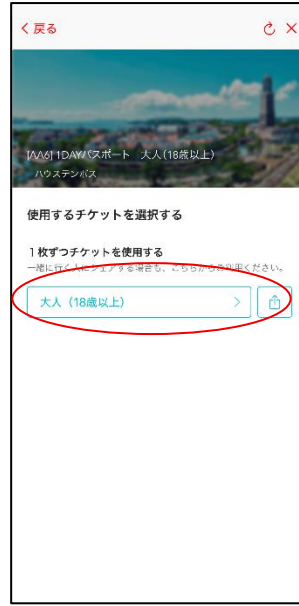 戻る
[AA6] 1DAYパスポート 大人(18歳以上)
ハウステンボス
使用するチケットを選択する
1枚ずつチケットを使用する
一緒に行く人にシェアする場合も、こちらからご利用ください。
大人(18歳以上)